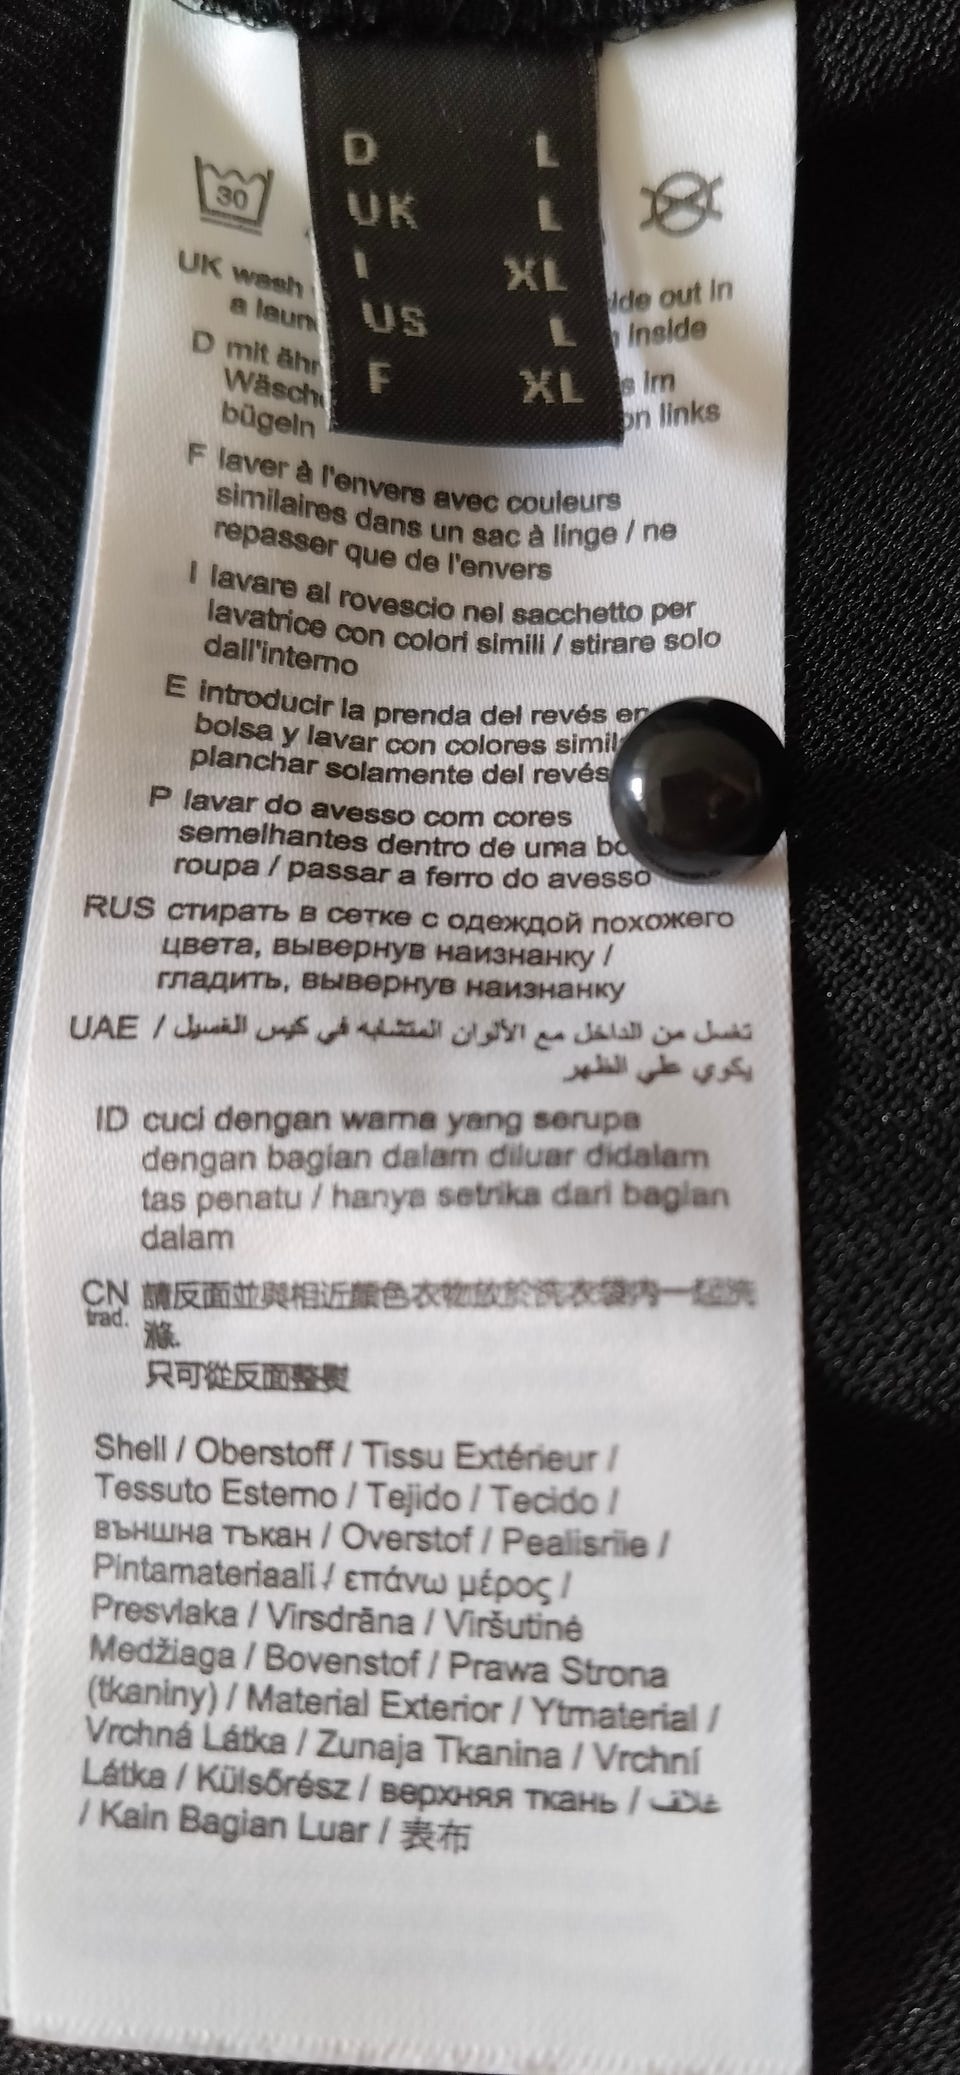 D L
UK L
I XL
US L
F XL
30
UK wash
a laun
ide out in
inside
D mit ähn
Wäsch
bügeln
s im
on links
F laver à l'envers avec couleurs
similaires dans un sac à linge / ne
repasser que de l'envers
I lavare al rovescio nel sacchetto per
lavatrice con colori simili / stirare solo
dall'interno
E introducir la prenda del revés en
bolsa y lavar con colores simil
planchar solamente del revés
P lavar do avesso com cores
semelhantes dentro de uma bo
roupa / passar a ferro do avesso
RUS стирать в сетке с одеждой похожего
цвета, вывернув наизнанку /
гладить, вывернув наизнанку
UAE تغسل من الداخل مع الألوان المتشابه في كيس الغسيل /
يكوي علي الظهر
ID cuci dengan warna yang serupa
dengan bagian dalam diluar didalam
tas penatu / hanya setrika dari bagian
dalam
CN trad. 請反面並與相近顏色衣物放於洗衣袋內一起洗
滌.
只可從反面整熨
Shell / Oberstoff / Tissu Extérieur /
Tessuto Esterno / Tejido / Tecido /
външна тъкан / Overstof / Pealisriie /
Pintamateriaali / επάνω μέρος /
Presvlaka / Virsdrāna / Viršutinė
Medžiaga / Bovenstof / Prawa Strona
(tkaniny) / Material Exterior / Ytmaterial /
Vrchná Látka / Zunaja Tkanina / Vrchní
Látka / Külsőrész / верхняя ткань / غلاف
/ Kain Bagian Luar / 表布